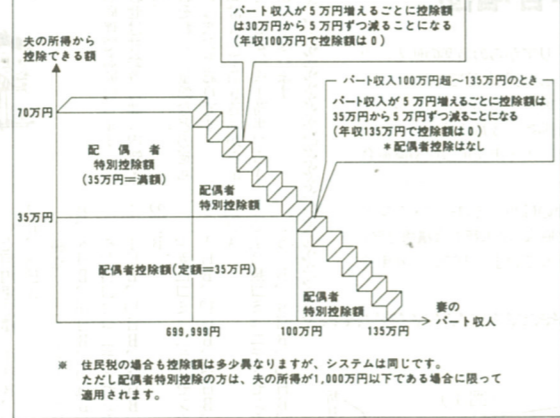 パート収入が5万円増えるごとに控除額
は30万円から5万円ずつ減ることになる
(年収100万円で控除額は0)
夫の所得から
控除できる額
パート収入100万円超〜135万円のとき
パート収入が5万円増えるごとに控除額は
35万円から5万円ずつ減ることになる
(年収135万円で控除額は0)
＊配偶者控除はなし
70万円
配偶者
特別控除額
(35万円＝満額)
配偶者
特別控除額
35万円
配偶者控除額(定額＝35万円)
配偶者
特別控除額
妻の
パート収入
699,999円
100万円
135万円
※ 住民税の場合も控除額は多少異なりますが、システムは同じです。
ただし配偶者特別控除の方は、夫の所得が1,000万円以下である場合に限って
適用されます。